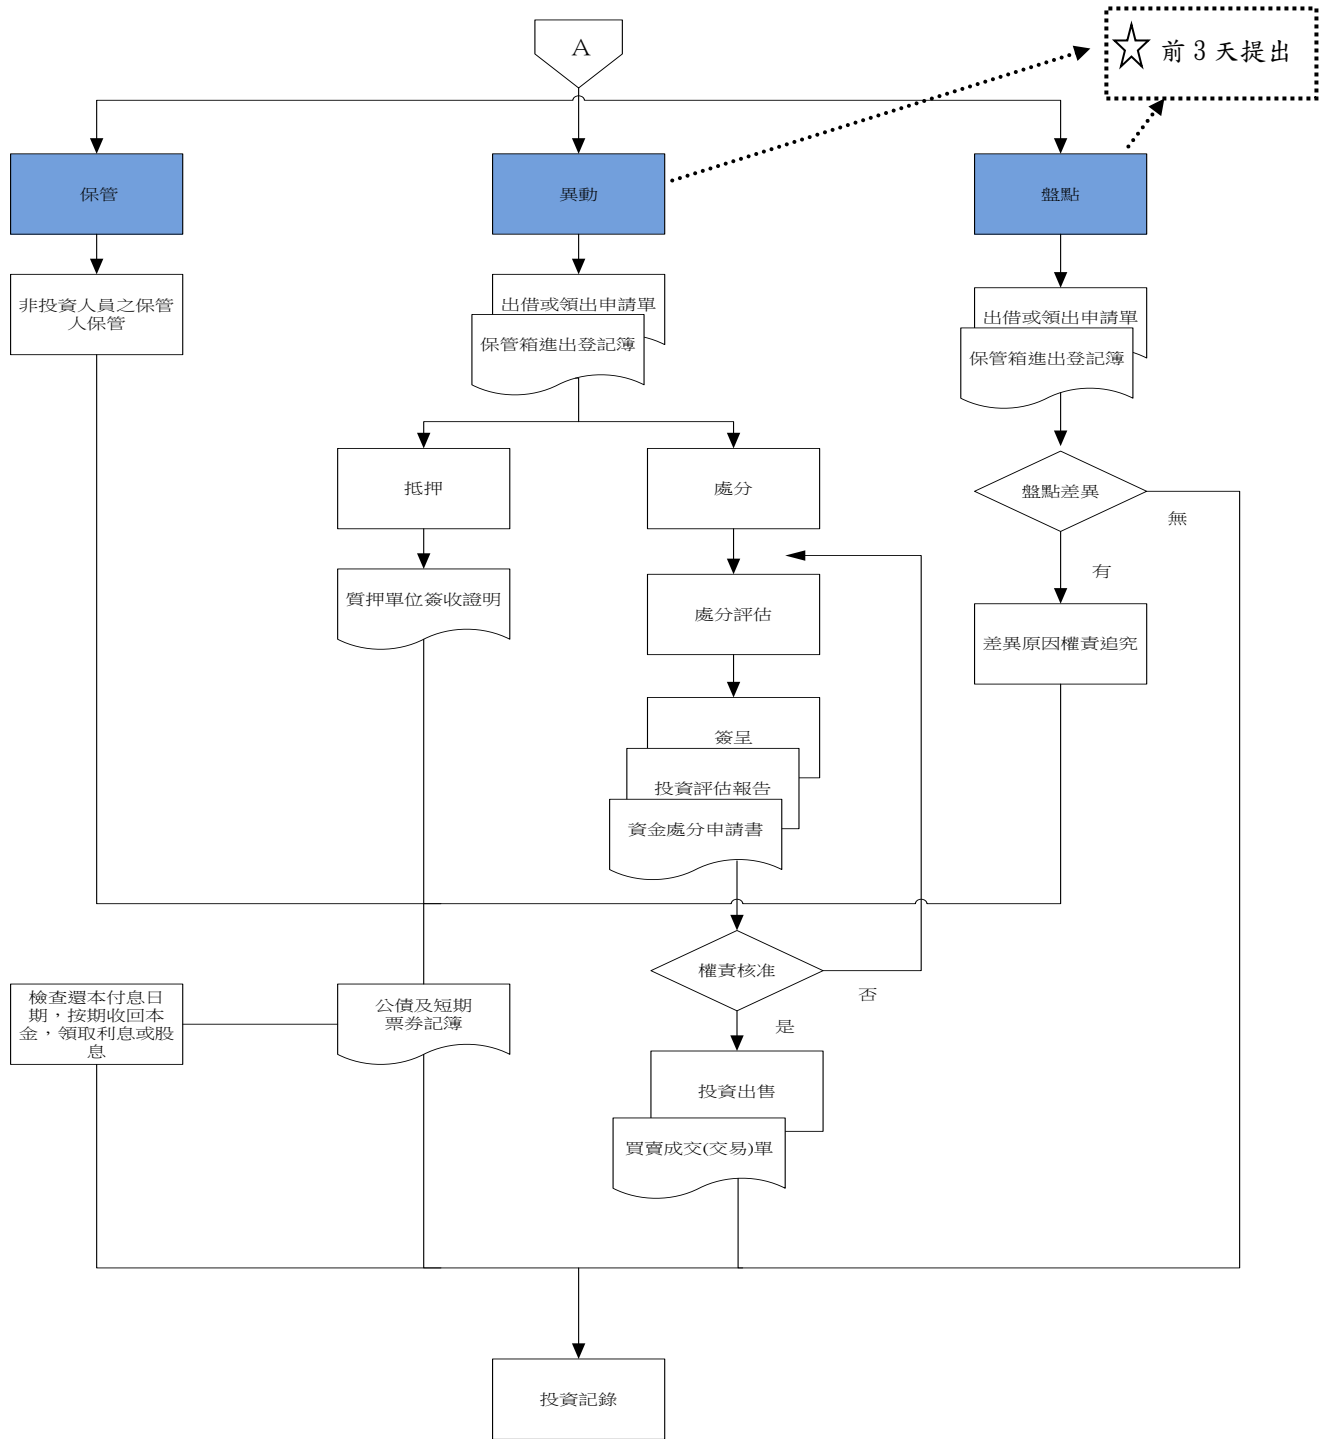 A
☆ 前 3 天提出
保管
異動
盤點
非投資人員之保管
人保管
出借或領出申請單
保管箱進出登記簿
出借或領出申請單
保管箱進出登記簿
抵押
處分
盤點差異
無
有
質押單位簽收證明
處分評估
差異原因權責追究
簽呈
投資評估報告
資金處分申請書
權責核准
否
是
檢查還本付息日
期，按期收回本
金，領取利息或股
息
公債及短期
票券記簿
投資出售
買賣成交(交易)單
投資記錄